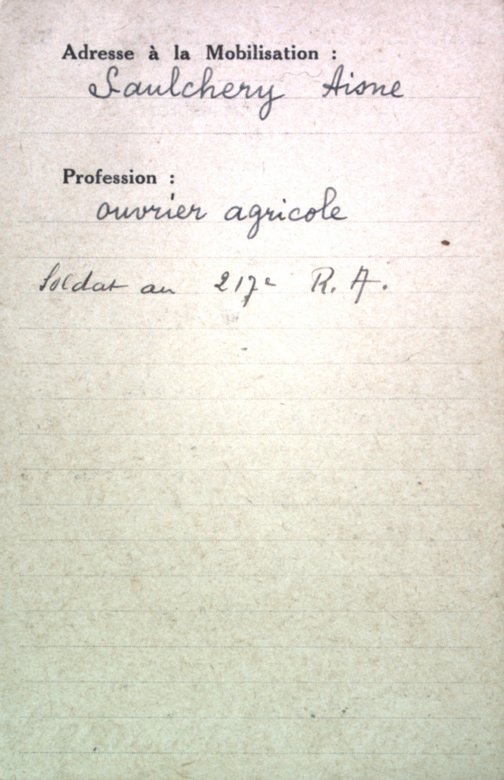 Adresse à la Mobilisation :
Saulchery Aisne
Profession :
ouvrier agricole
Soldat au 217e R.A.